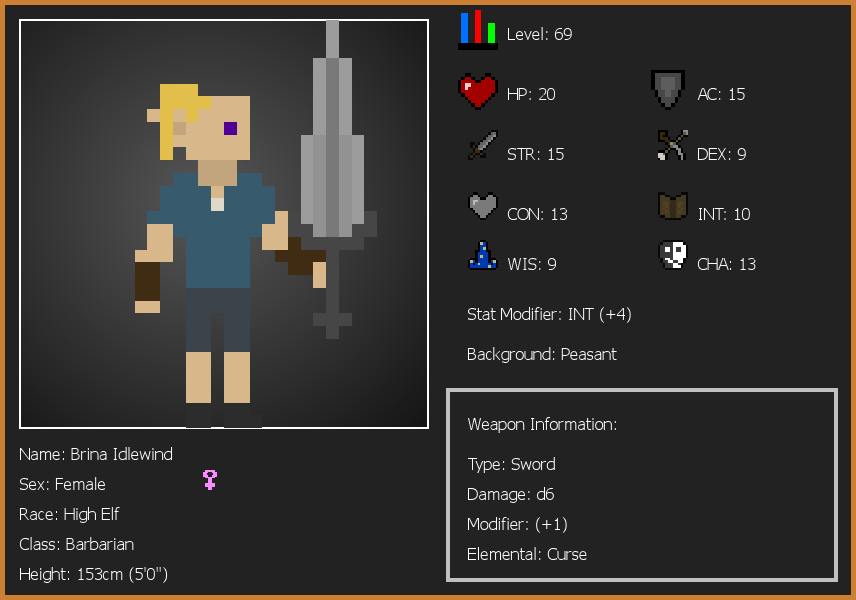 Level: 69
HP: 20
AC: 15
STR: 15
DEX: 9
CON: 13
INT: 10
WIS: 9
CHA: 13
Stat Modifier: INT (+4)
Background: Peasant
Weapon Information:
Type: Sword
Damage: d6
Modifier: (+1)
Elemental: Curse
Name: Brina Idlewind
Sex: Female
Race: High Elf
Class: Barbarian
Height: 153cm (5'0")